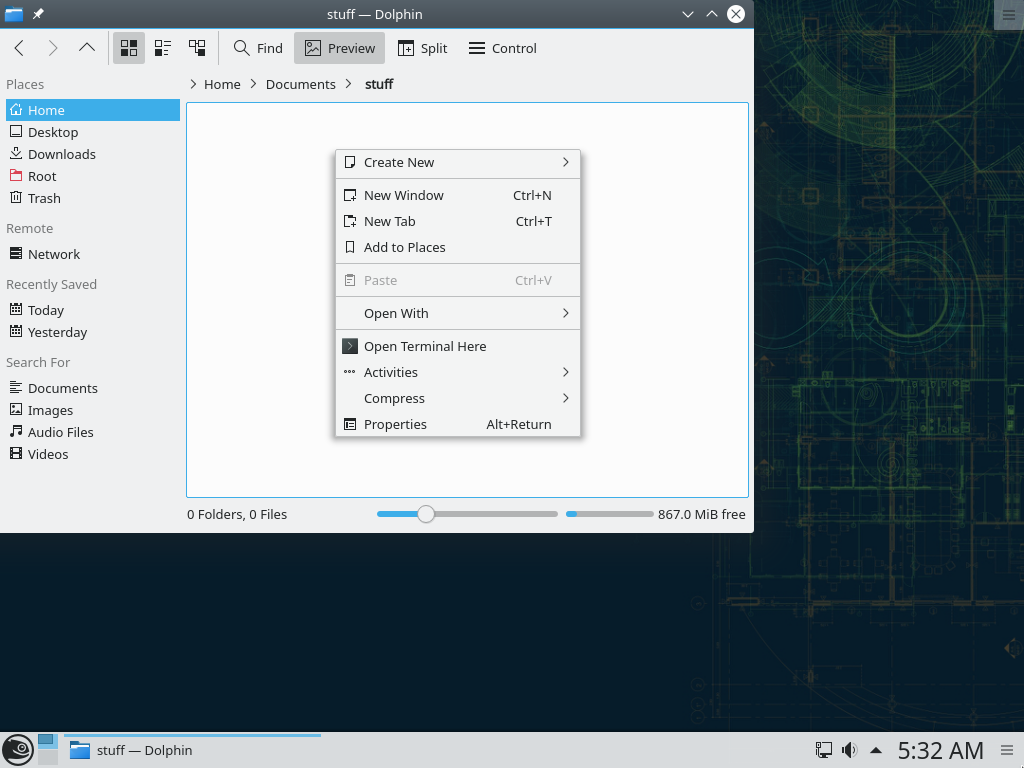 stuff — Dolphin
Find
Preview
Split
Control
Places
Home
Desktop
Downloads
Root
Trash
Remote
Network
Recently Saved
Today
Yesterday
Search For
Documents
Images
Audio Files
Videos
Home
Documents
stuff
Create New
New Window Ctrl+N
New Tab Ctrl+T
Add to Places
Paste Ctrl+V
Open With
Open Terminal Here
Activities
Compress
Properties Alt+Return
0 Folders, 0 Files
867.0 MiB free
stuff — Dolphin
5:32 AM